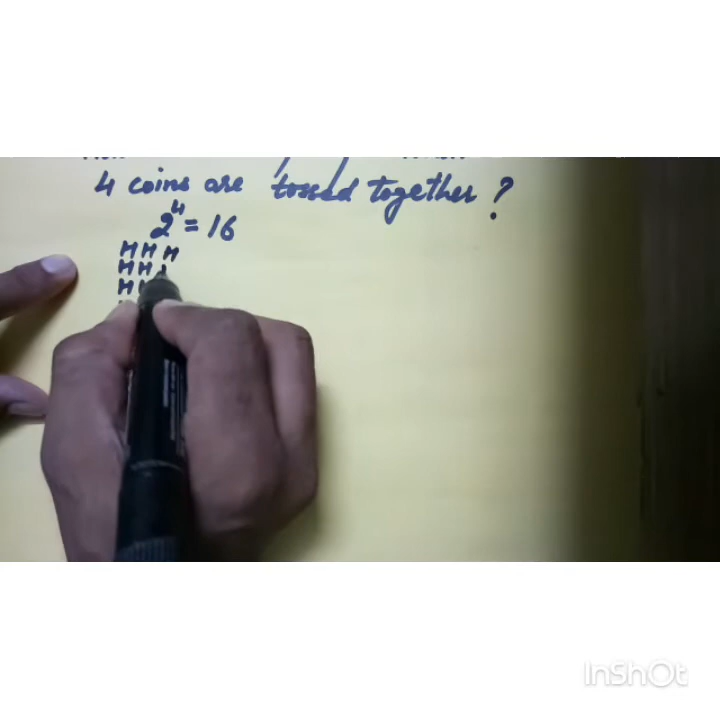 4 coins are tossed together ?
2⁴ = 16
H H H
H H
H
InShOt